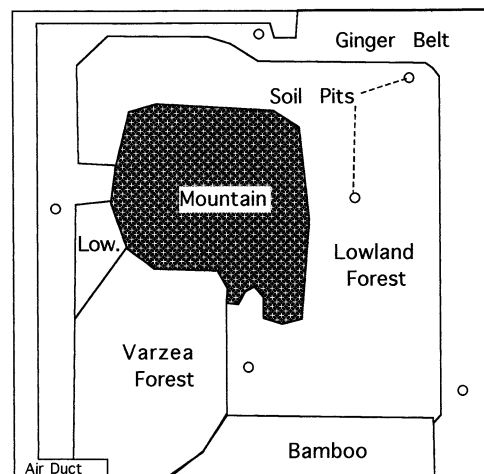 Ginger Belt
Soil Pits
Mountain
Low.
Lowland
Forest
Varzea
Forest
Bamboo
Air Duct